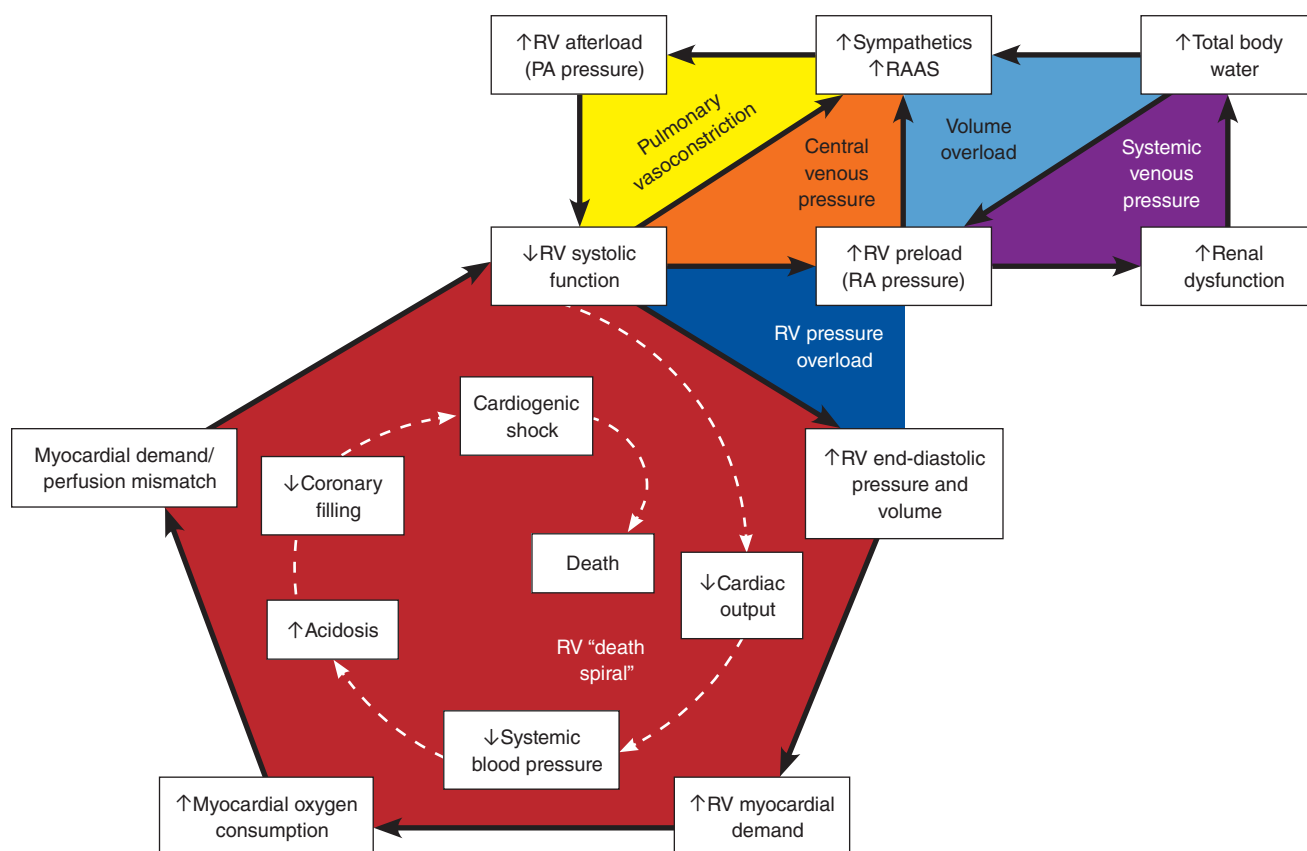 ↑RV afterload
(PA pressure)
↑Sympathetics
↑RAAS
↑Total body
water
Pulmonary
vasoconstriction
Central
venous
pressure
Volume
overload
Systemic
venous
pressure
↓RV systolic
function
↑RV preload
(RA pressure)
↑Renal
dysfunction
RV pressure
overload
Cardiogenic
shock
Myocardial demand/
perfusion mismatch
↓Coronary
filling
↑RV end-diastolic
pressure and
volume
Death
↓Cardiac
output
↑Acidosis
RV “death
spiral”
↓Systemic
blood pressure
↑Myocardial oxygen
consumption
↑RV myocardial
demand